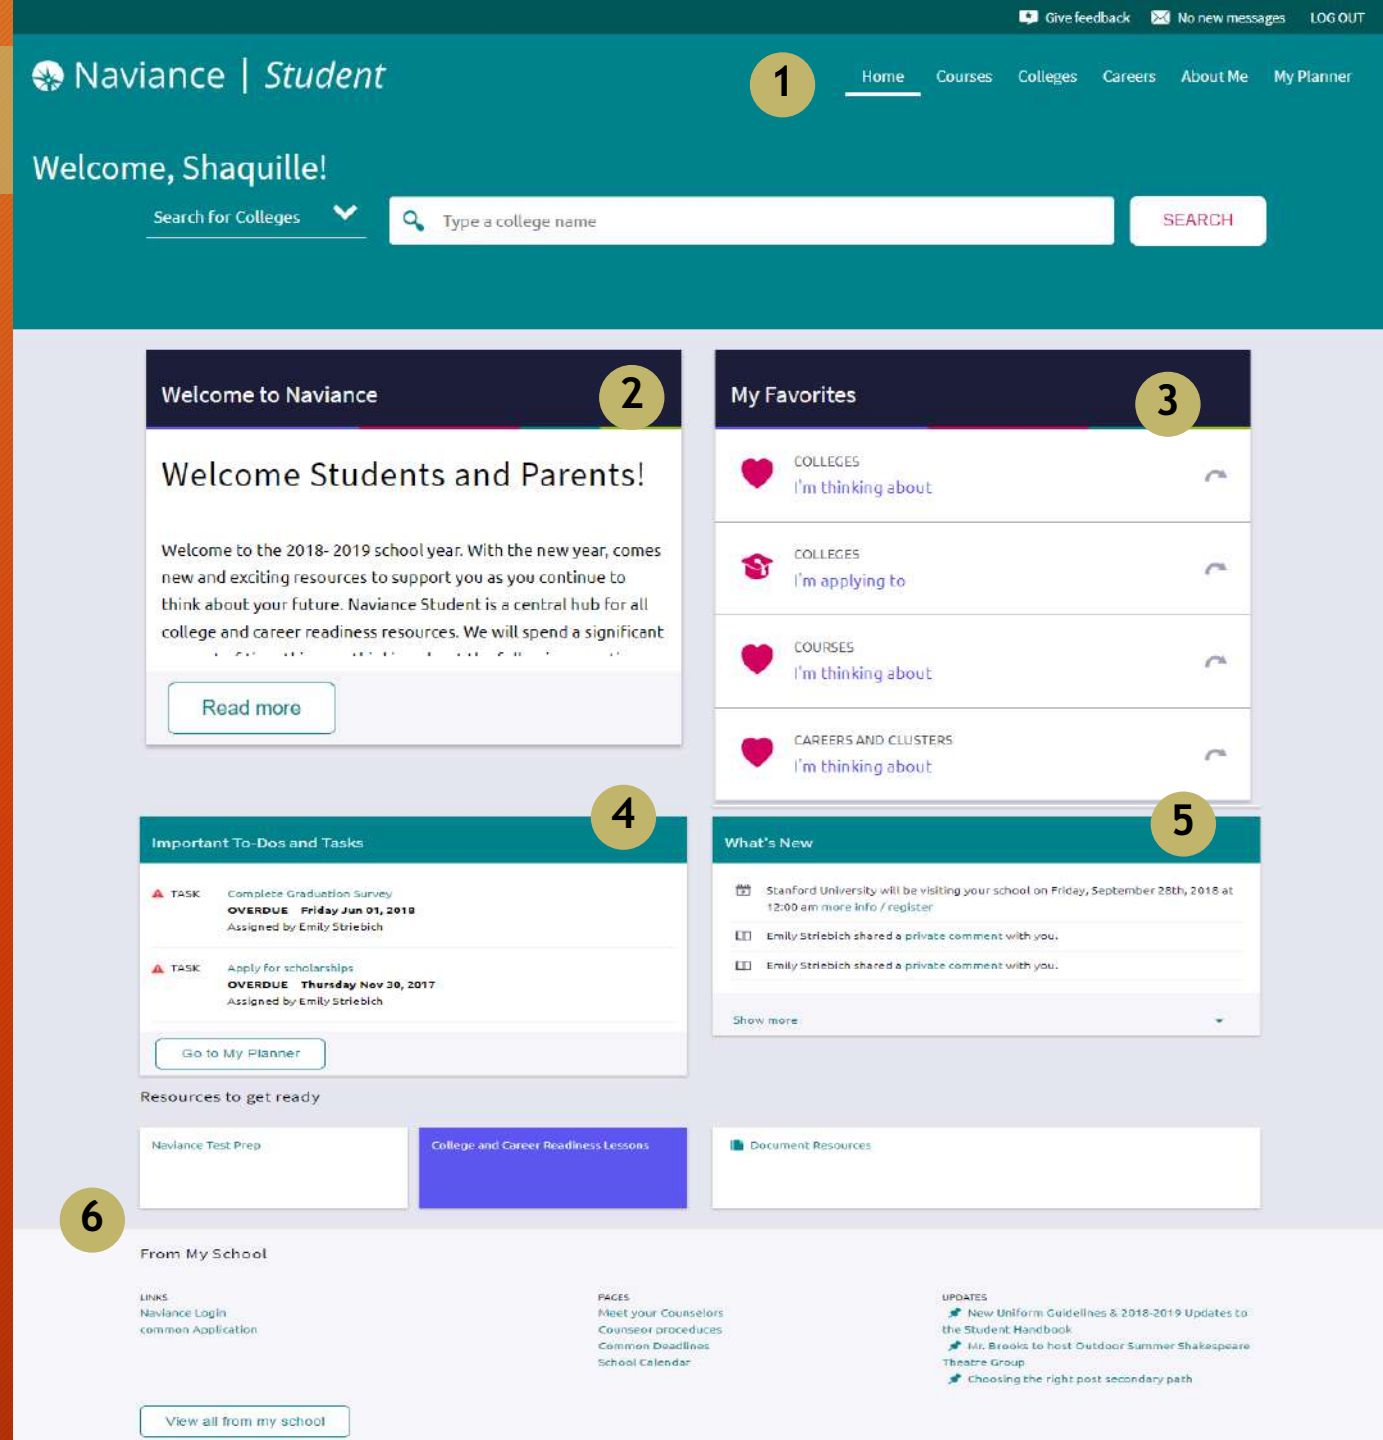 Give feedback No new messages LOG OUT
Naviance | Student
1
Home Courses Colleges Careers About Me My Planner
Welcome, Shaquille!
Search for Colleges Type a college name SEARCH
Welcome to Naviance
2
Welcome Students and Parents!
Welcome to the 2018- 2019 school year. With the new year, comes
new and exciting resources to support you as you continue to
think about your future. Naviance Student is a central hub for all
college and career readiness resources. We will spend a significant
Read more
My Favorites
3
COLLEGES
I'm thinking about
COLLEGES
I'm applying to
COURSES
I'm thinking about
CAREERS AND CLUSTERS
I'm thinking about
4
Important To-Dos and Tasks
TASK Complete Graduation Survey
OVERDUE Friday Jun 01, 2018
Assigned by Emily Striebich
TASK Apply for scholarships
OVERDUE Thursday Nov 30, 2017
Assigned by Emily Striebich
Go to My Planner
5
What's New
Stanford University will be visiting your school on Friday, September 28th, 2018 at
12:00 am more info / register
Emily Striebich shared a private comment with you.
Emily Striebich shared a private comment with you.
Show more
Resources to get ready
Naviance Test Prep
College and Career Readiness Lessons
Document Resources
6
From My School
LINKS
Naviance Login
common Application
PAGES
Meet your Counselors
Counseor proceduces
Common Deadlines
School Calendar
UPDATES
New Uniform Guidelines & 2018-2019 Updates to
the Student Handbook
Mr. Brooks to host Outdoor Summer Shakespeare
Theatre Group
Choosing the right post secondary path
View all from my school